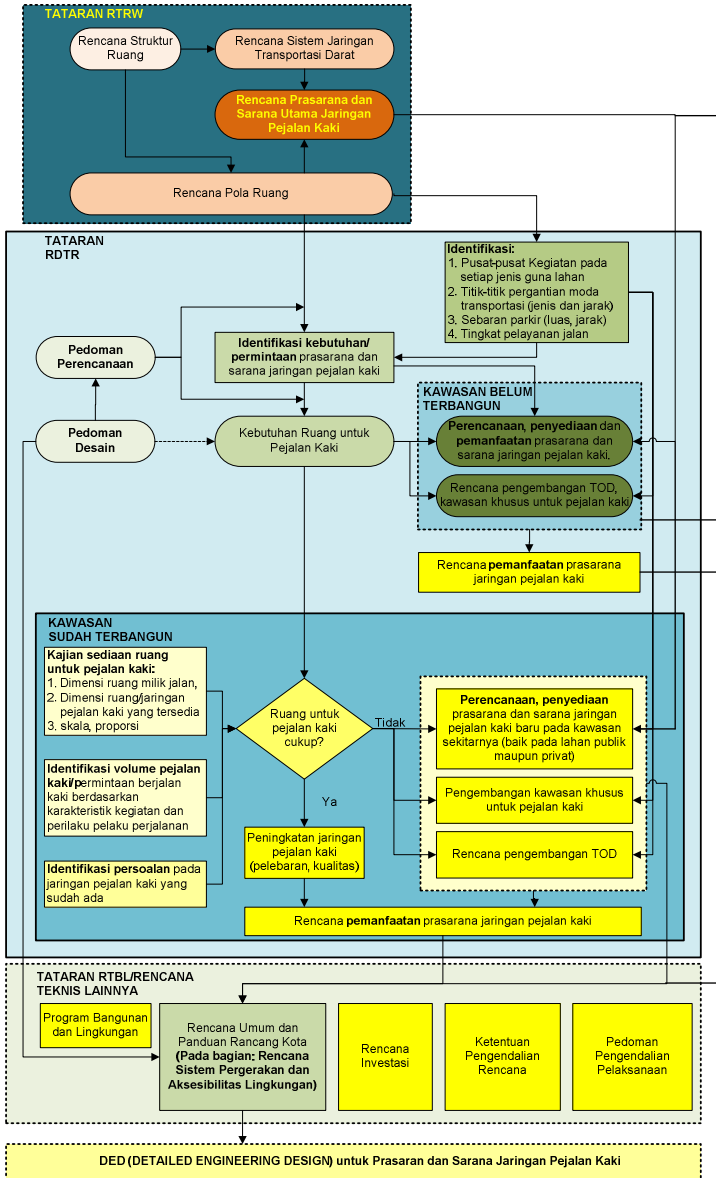 TATARAN RTRW
Rencana Struktur
Ruang
Rencana Sistem Jaringan
Transportasi Darat
Rencana Prasarana dan
Sarana Utama Jaringan
Pejalan Kaki
Rencana Pola Ruang
TATARAN
RDTR
Identifikasi:
1. Pusat-pusat Kegiatan pada
setiap jenis guna lahan
2. Titik-titik pergantian moda
transportasi (jenis dan jarak)
3. Sebaran parkir (luas, jarak)
4. Tingkat pelayanan jalan
Pedoman
Perencanaan
Identifikasi kebutuhan/
permintaan prasarana dan
sarana jaringan pejalan kaki
Pedoman
Desain
Kebutuhan Ruang untuk
Pejalan Kaki
KAWASAN BELUM
TERBANGUN
Perencanaan, penyediaan dan
pemanfaatan prasarana dan
sarana jaringan pejalan kaki.
Rencana pengembangan TOD,
kawasan khusus untuk pejalan kaki
Rencana pemanfaatan prasarana
jaringan pejalan kaki
KAWASAN
SUDAH TERBANGUN
Kajian sediaan ruang
untuk pejalan kaki:
1. Dimensi ruang milik jalan,
2. Dimensi ruang/jaringan
pejalan kaki yang tersedia
3. skala, proporsi
Identifikasi volume pejalan
kaki/permintaan berjalan
kaki berdasarkan
karakteristik kegiatan dan
perilaku pelaku perjalanan
Identifikasi persoalan pada
jaringan pejalan kaki yang
sudah ada
Ruang untuk
pejalan kaki
cukup?
Tidak
Ya
Peningkatan jaringan
pejalan kaki
(pelebaran, kualitas)
Perencanaan, penyediaan
prasarana dan sarana jaringan
pejalan kaki baru pada kawasan
sekitarnya (baik pada lahan publik
maupun privat)
Pengembangan kawasan khusus
untuk pejalan kaki
Rencana pengembangan TOD
Rencana pemanfaatan prasarana jaringan pejalan kaki
TATARAN RTBL/RENCANA
TEKNIS LAINNYA
Program Bangunan
dan Lingkungan
Rencana Umum dan
Panduan Rancang Kota
(Pada bagian: Rencana
Sistem Pergerakan dan
Aksesibilitas Lingkungan)
Rencana
Investasi
Ketentuan
Pengendalian
Rencana
Pedoman
Pengendalian
Pelaksanaan
DED (DETAILED ENGINEERING DESIGN) untuk Prasaran dan Sarana Jaringan Pejalan Kaki